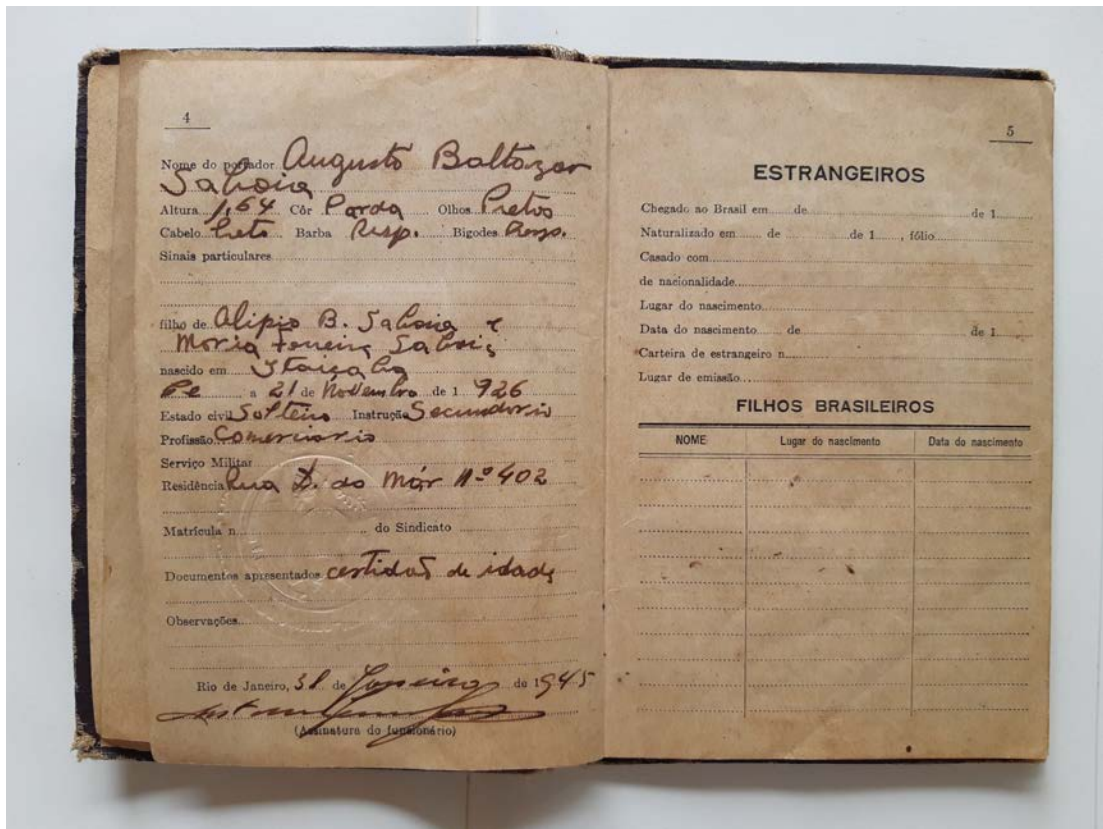 4
Nome do portador Augusto Baltazar
Saboia
Altura 1,64 Côr Parda Olhos Pretos
Cabelo Preto Barba Rasp. Bigodes Rasp.
Sinais particulares
filho de Alipio B. Saboia e
Maria Ferreira Saboia
nascido em Itaiçaba
a 21 de Novembro de 1 926
Estado civil Solteiro Instrução Secundario
Profissão Comerciario
Serviço Militar
Residência Rua D. do Mar Nº 402
Matrícula n. do Sindicato
Documentos apresentados certidão de idade
Observações
Rio de Janeiro, 31 de Janeiro de 1945
(Assinatura do funcionário)
5
ESTRANGEIROS
Chegado ao Brasil em de de 1
Naturalizado em de de 1 , fólio
Casado com
de nacionalidade
Lugar do nascimento
Data do nascimento de de 1
Carteira de estrangeiro n.
Lugar de emissão
FILHOS BRASILEIROS
NOME Lugar do nascimento Data do nascimento